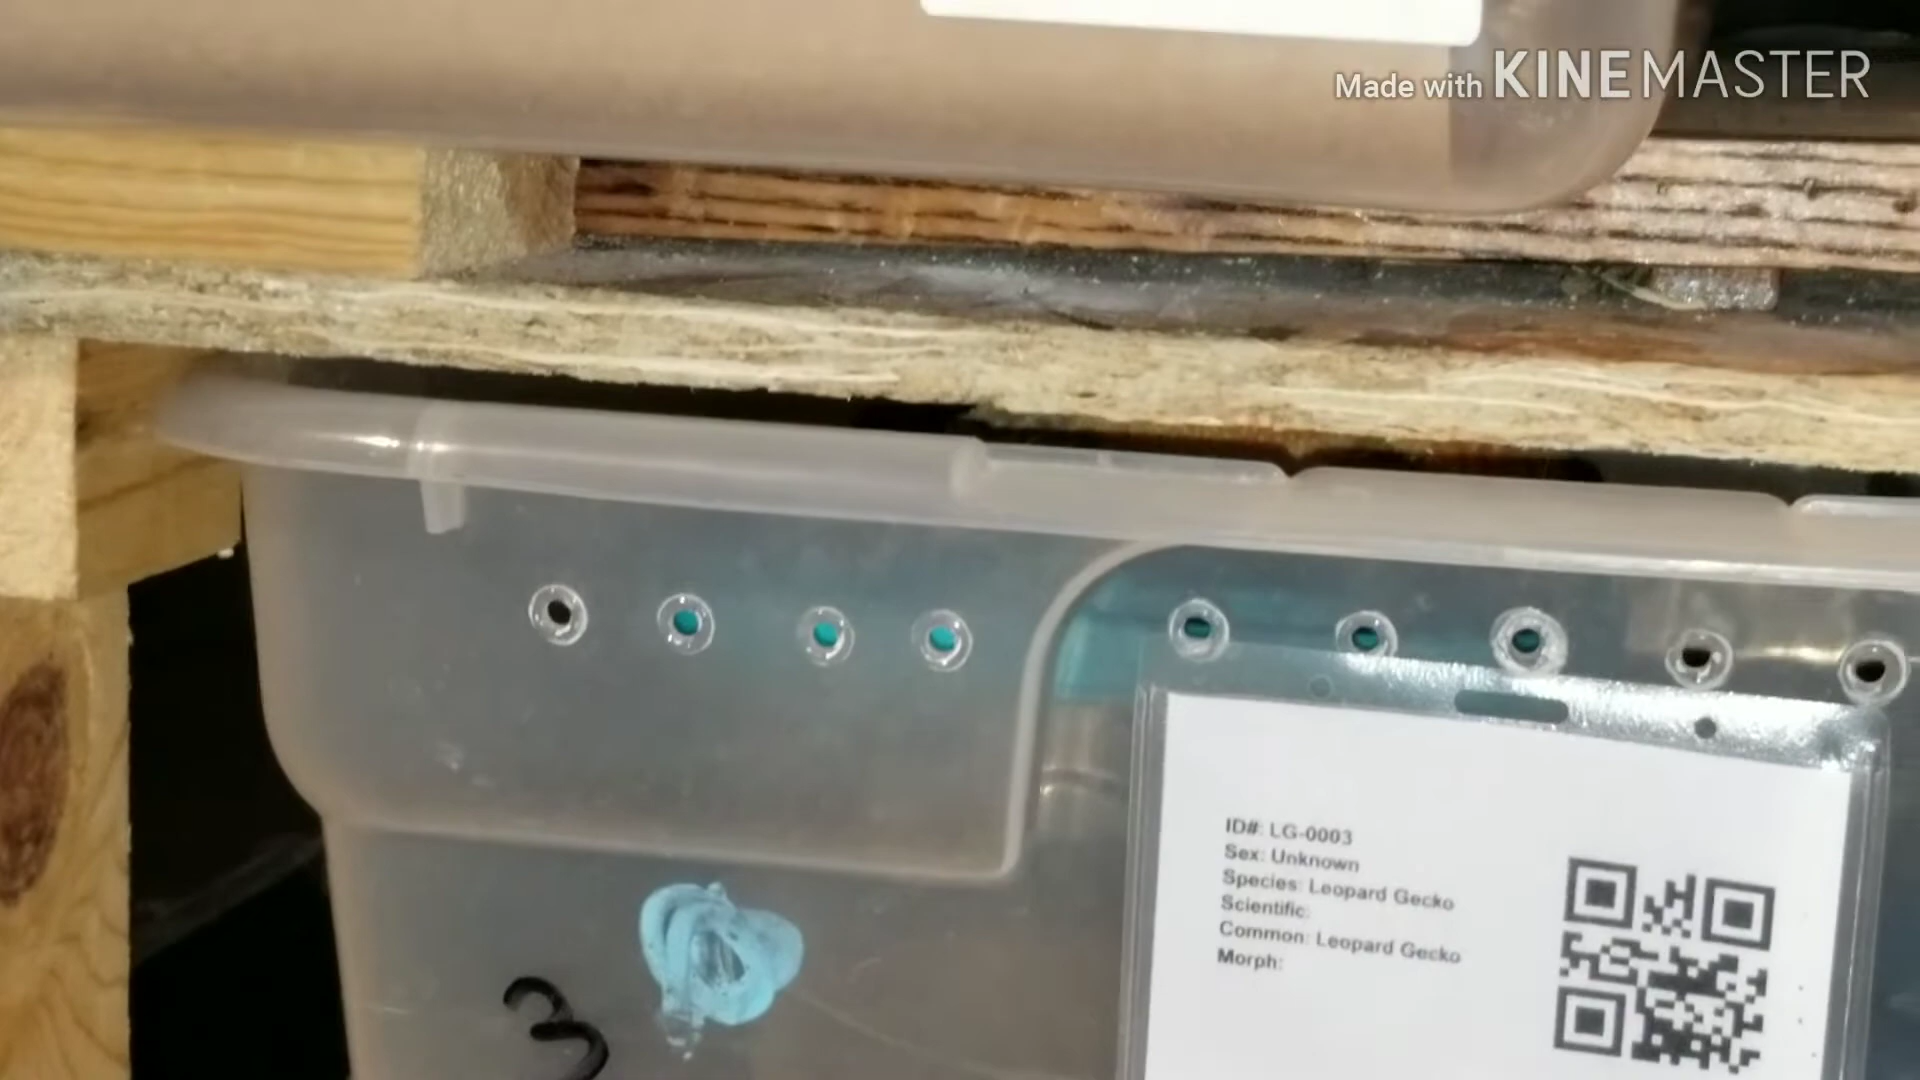 Made with KINEMASTER
ID#: LG-0003
Sex: Unknown
Species: Leopard Gecko
Scientific:
Common: Leopard Gecko
Morph:
3